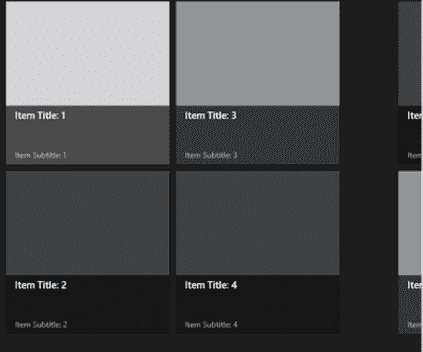 Item Title: 1
Item Subtitle: 1
Item Title: 3
Item Subtitle: 3
Item Title: 2
Item Subtitle: 2
Item Title: 4
Item Subtitle: 4